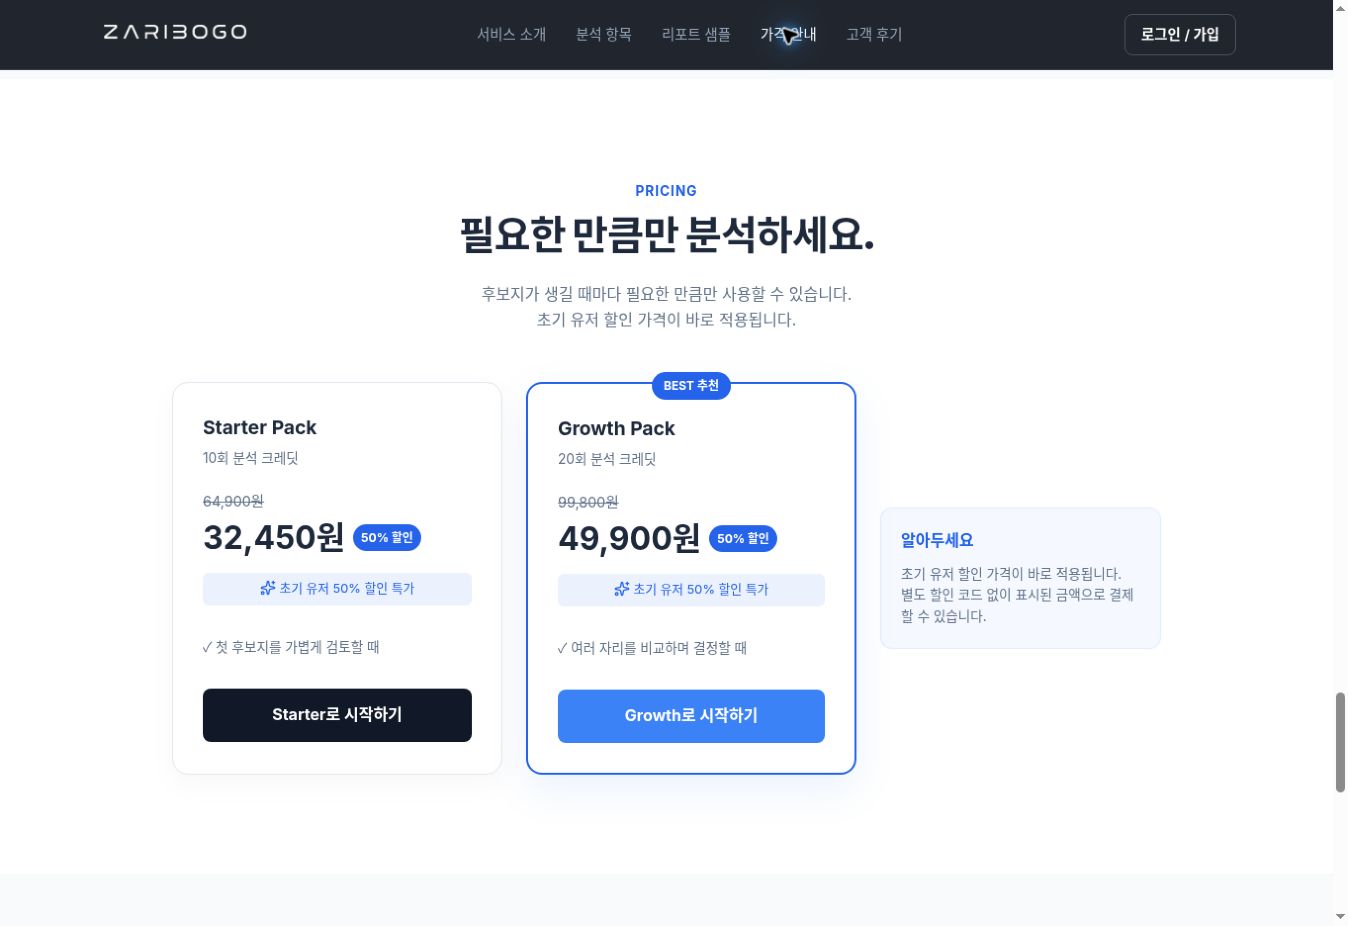 ZARIBOGO
서비스 소개
분석 항목
리포트 샘플
가격 안내
고객 후기
로그인 / 가입
PRICING
필요한 만큼만 분석하세요.
후보지가 생길 때마다 필요한 만큼만 사용할 수 있습니다.
초기 유저 할인 가격이 바로 적용됩니다.
Starter Pack
10회 분석 크레딧
64,900원
32,450원 50% 할인
초기 유저 50% 할인 특가
✓ 첫 후보지를 가볍게 검토할 때
Starter로 시작하기
BEST 추천
Growth Pack
20회 분석 크레딧
99,800원
49,900원 50% 할인
초기 유저 50% 할인 특가
✓ 여러 자리를 비교하며 결정할 때
Growth로 시작하기
알아두세요
초기 유저 할인 가격이 바로 적용됩니다.
별도 할인 코드 없이 표시된 금액으로 결제
할 수 있습니다.